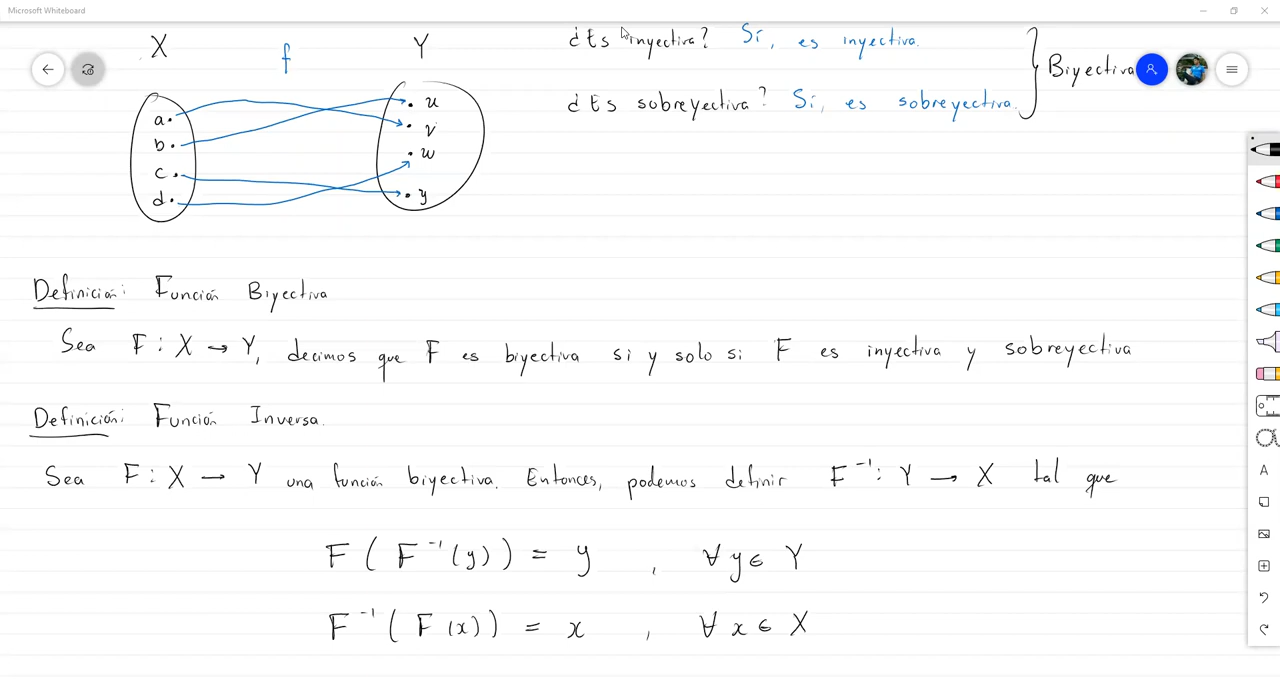 Microsoft Whiteboard
X f Y
¿Es inyectiva? Sí, es inyectiva.
¿Es sobreyectiva? Sí, es sobreyectiva.
Biyectiva
a u
b v
c w
d y
Definición: Función Biyectiva
Sea F : X → Y, decimos que F es biyectiva si y solo si F es inyectiva y sobreyectiva
Definición: Función Inversa.
Sea F : X → Y una función biyectiva. Entonces, podemos definir F⁻¹ : Y → X tal que
F ( F⁻¹(y) ) = y , ∀ y ∈ Y
F⁻¹ ( F (x) ) = x , ∀ x ∈ X
A